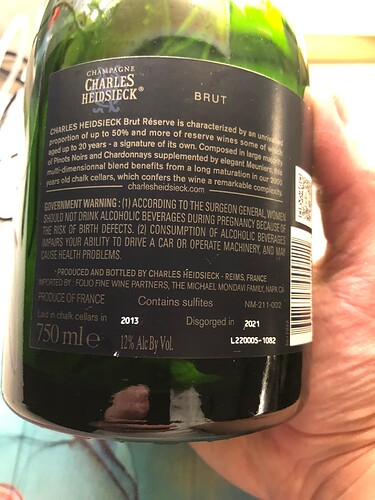 CHAMPAGNE
CHARLES
HEIDSIECK®
BRUT
CHARLES HEIDSIECK Brut Réserve is characterized by an unrivaled
proportion of up to 50% and more of reserve wines some of which
aged up to 20 years - a signature of its own. Composed in large majority
of Pinots Noirs and Chardonnays supplemented by elegant Meuniers, this
multi-dimensionnal blend benefits from a long maturation in our 2000
years old chalk cellars, which confers the wine a remarkable complexity.
charlesheidsieck.com
GOVERNMENT WARNING : (1) ACCORDING TO THE SURGEON GENERAL, WOMEN
SHOULD NOT DRINK ALCOHOLIC BEVERAGES DURING PREGNANCY BECAUSE OF
THE RISK OF BIRTH DEFECTS. (2) CONSUMPTION OF ALCOHOLIC BEVERAGES
IMPAIRS YOUR ABILITY TO DRIVE A CAR OR OPERATE MACHINERY, AND MAY
CAUSE HEALTH PROBLEMS.
PRODUCED AND BOTTLED BY CHARLES HEIDSIECK - REIMS, FRANCE
IMPORTED BY : FOLIO FINE WINE PARTNERS, THE MICHAEL MONDAVI FAMILY, NAPA CA
PRODUCE OF FRANCE Contains sulfites NM-211-002
Laid in chalk cellars in 2013 Disgorged in 2021
750 ml e 12% Alc By Vol. L220005-1082